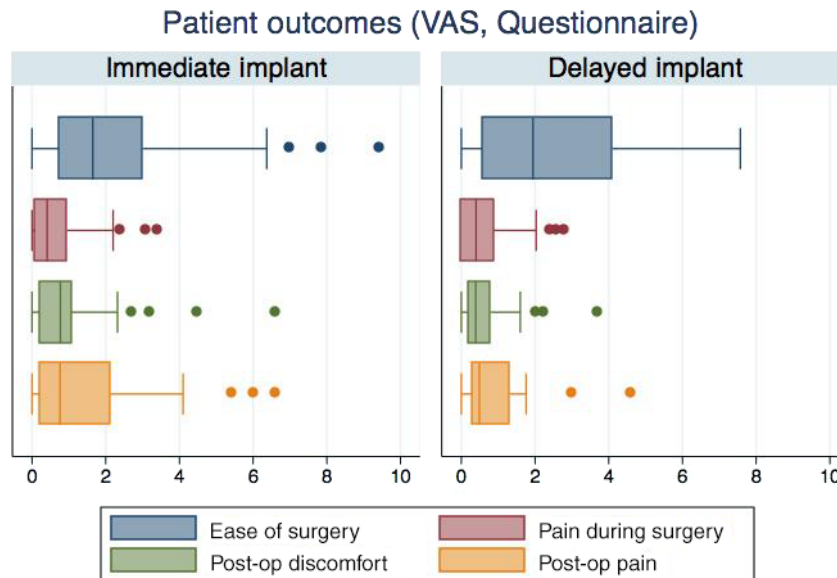 Patient outcomes (VAS, Questionnaire)
Immediate implant
Delayed implant
0 2 4 6 8 10
0 2 4 6 8 10
Ease of surgery
Pain during surgery
Post-op discomfort
Post-op pain